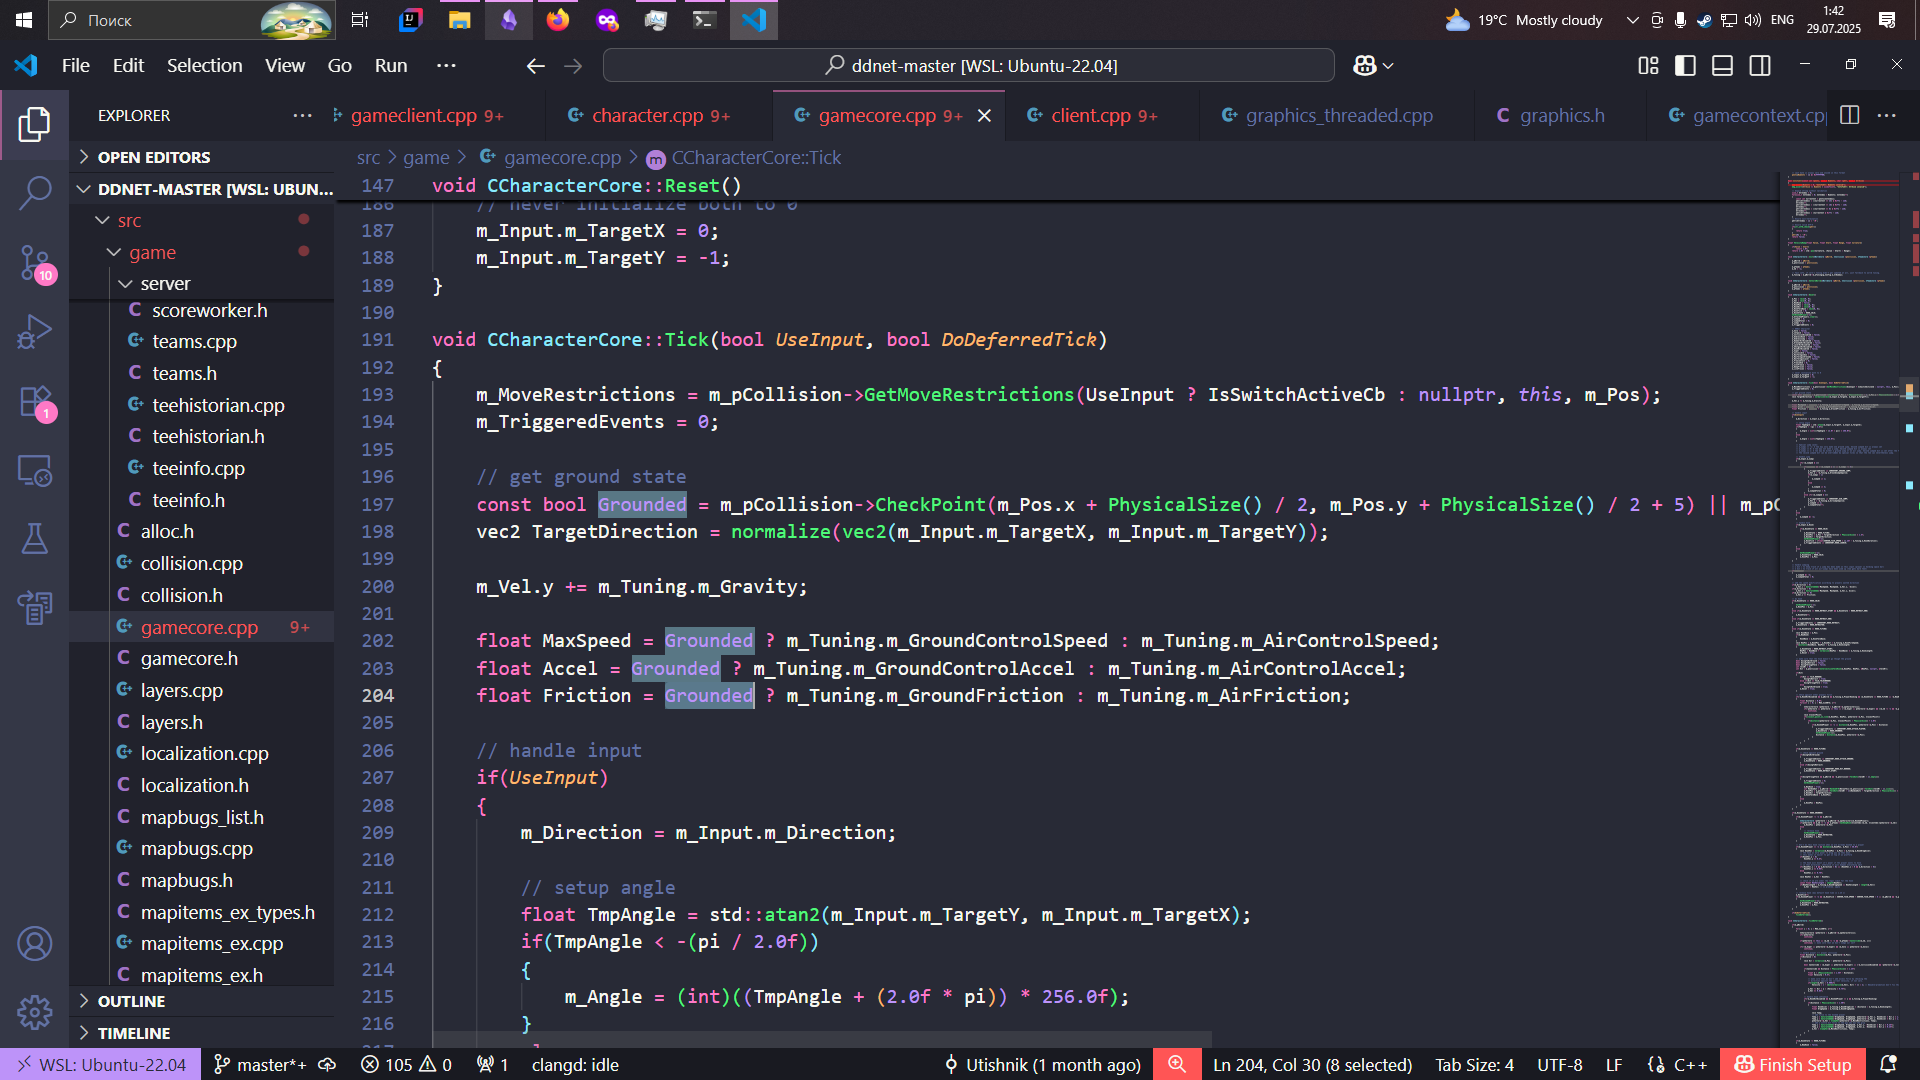 Поиск
19°C Mostly cloudy
ENG
1:42
29.07.2025
File Edit Selection View Go Run ···
ddnet-master [WSL: Ubuntu-22.04]
EXPLORER
gameclient.cpp 9+
character.cpp 9+
gamecore.cpp 9+
client.cpp 9+
graphics_threaded.cpp
graphics.h
gamecontext.cpp
OPEN EDITORS
DDNET-MASTER [WSL: UBUN...
src
game
server
scoreworker.h
teams.cpp
teams.h
teehistorian.cpp
teehistorian.h
teeinfo.cpp
teeinfo.h
alloc.h
collision.cpp
collision.h
gamecore.cpp 9+
gamecore.h
layers.cpp
layers.h
localization.cpp
localization.h
mapbugs_list.h
mapbugs.cpp
mapbugs.h
mapitems_ex_types.h
mapitems_ex.cpp
mapitems_ex.h
OUTLINE
TIMELINE
10
1
src > game > gamecore.cpp > CCharacterCore::Tick
147 void CCharacterCore::Reset()
186 // never initialize both to 0
187 m_Input.m_TargetX = 0;
188 m_Input.m_TargetY = -1;
189 }
190
191 void CCharacterCore::Tick(bool UseInput, bool DoDeferredTick)
192 {
193 m_MoveRestrictions = m_pCollision->GetMoveRestrictions(UseInput ? IsSwitchActiveCb : nullptr, this, m_Pos);
194 m_TriggeredEvents = 0;
195
196 // get ground state
197 const bool Grounded = m_pCollision->CheckPoint(m_Pos.x + PhysicalSize() / 2, m_Pos.y + PhysicalSize() / 2 + 5) || m_pC
198 vec2 TargetDirection = normalize(vec2(m_Input.m_TargetX, m_Input.m_TargetY));
199
200 m_Vel.y += m_Tuning.m_Gravity;
201
202 float MaxSpeed = Grounded ? m_Tuning.m_GroundControlSpeed : m_Tuning.m_AirControlSpeed;
203 float Accel = Grounded ? m_Tuning.m_GroundControlAccel : m_Tuning.m_AirControlAccel;
204 float Friction = Grounded ? m_Tuning.m_GroundFriction : m_Tuning.m_AirFriction;
205
206 // handle input
207 if(UseInput)
208 {
209 m_Direction = m_Input.m_Direction;
210
211 // setup angle
212 float TmpAngle = std::atan2(m_Input.m_TargetY, m_Input.m_TargetX);
213 if(TmpAngle < -(pi / 2.0f))
214 {
215 m_Angle = (int)((TmpAngle + (2.0f * pi)) * 256.0f);
216 }
WSL: Ubuntu-22.04
master*+
105 0
1
clangd: idle
Utishnik (1 month ago)
Ln 204, Col 30 (8 selected)
Tab Size: 4
UTF-8
LF
{} C++
Finish Setup